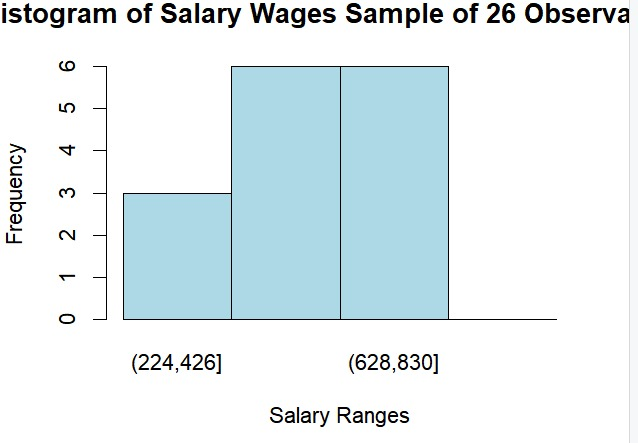 istogram of Salary Wages Sample of 26 Observa
6
5
4
3
2
1
0
Frequency
(224,426] (628,830]
Salary Ranges